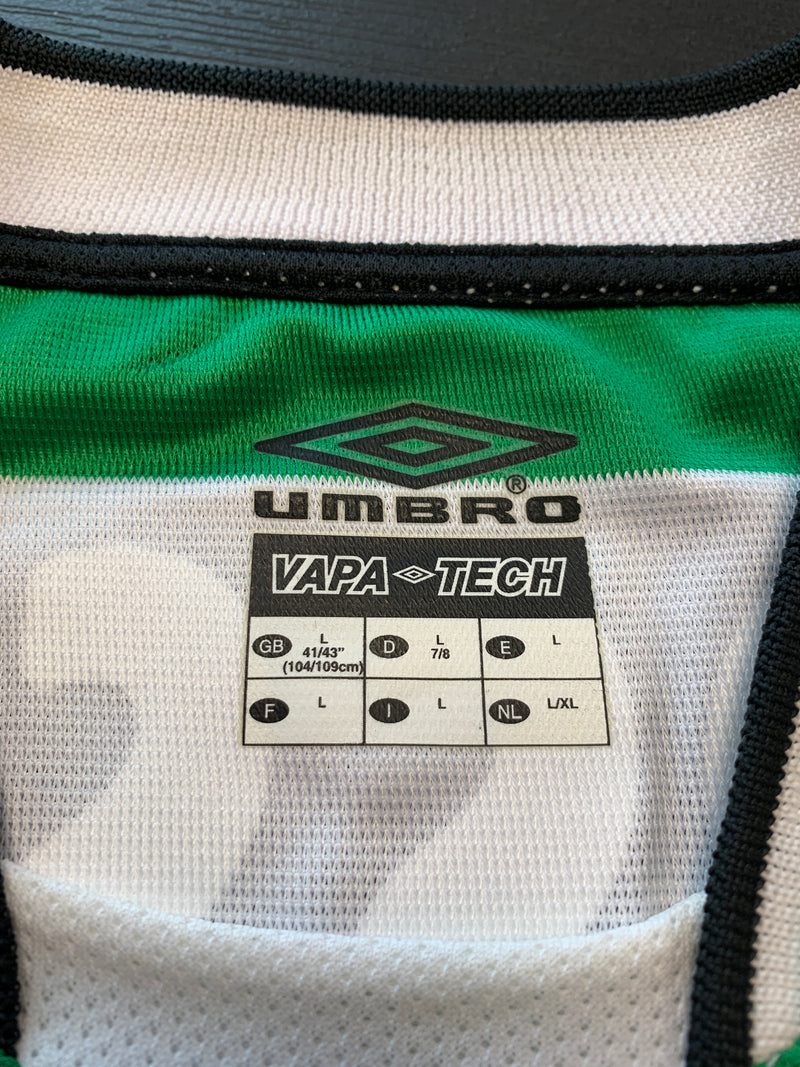 UMBRO®
VAPA TECH
GB L 41/43" (104/109cm)
D L 7/8
E L
F L
I L
NL L/XL